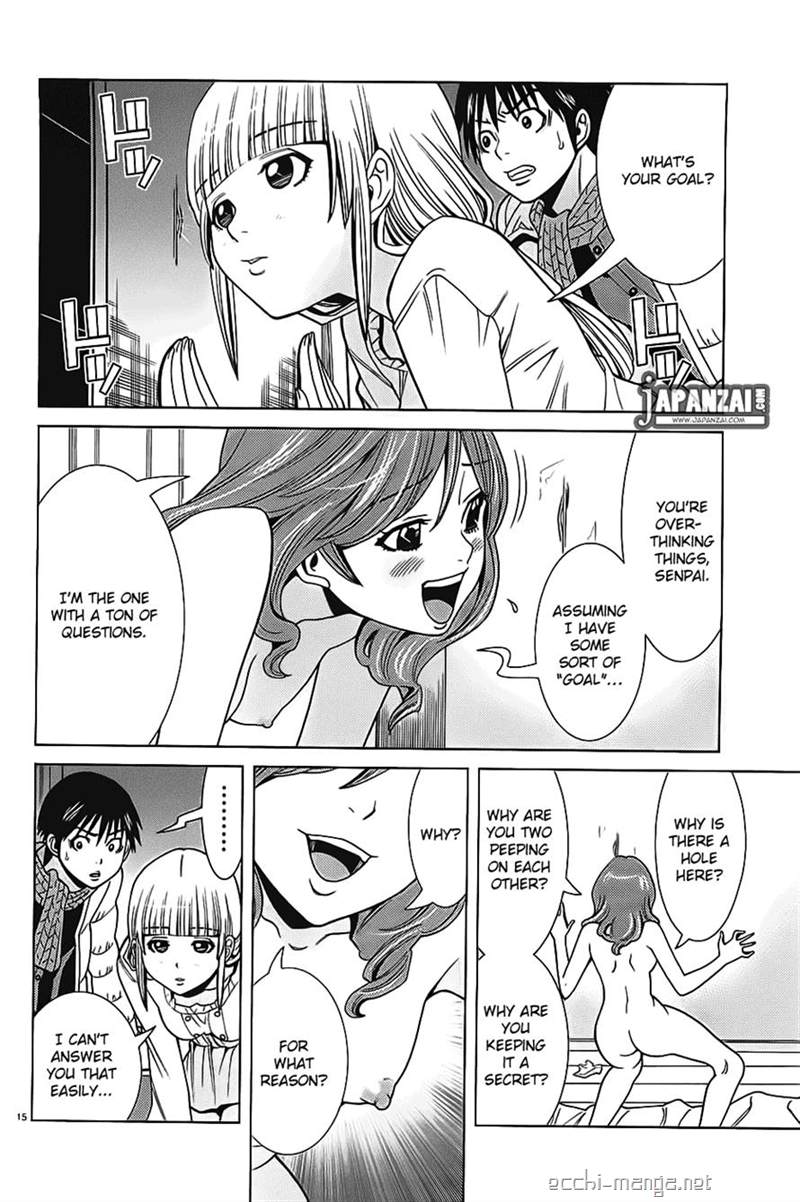 ドドッ
WHAT'S
YOUR GOAL?
ドドッ
ドドッ
JAPANZAI.COM
WWW.JAPANZAI.COM
YOU'RE
OVER-
THINKING
THINGS,
SENPAI.
ASSUMING
I HAVE
SOME
SORT OF
"GOAL"...
I'M THE ONE
WITH A TON OF
QUESTIONS.
WHY IS
THERE A
HOLE
HERE?
WHY ARE
YOU TWO
PEEPING
ON EACH
OTHER?
WHY ARE
YOU
KEEPING
IT A
SECRET?
WHY?
FOR
WHAT
REASON?
........
I CAN'T
ANSWER
YOU THAT
EASILY...
15
ecchi-manga.net